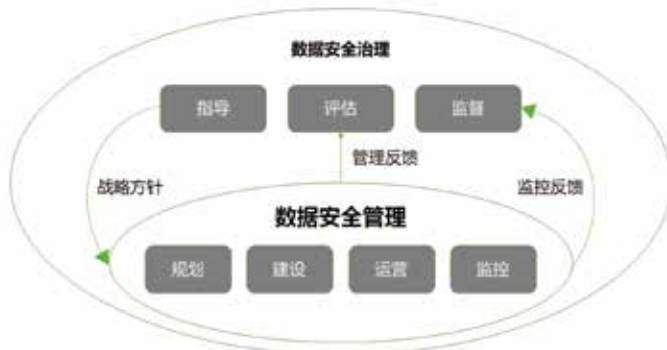 数据安全治理
指导 评估 监督
管理反馈
战略方针 监控反馈
数据安全管理
规划 建设 运营 监控